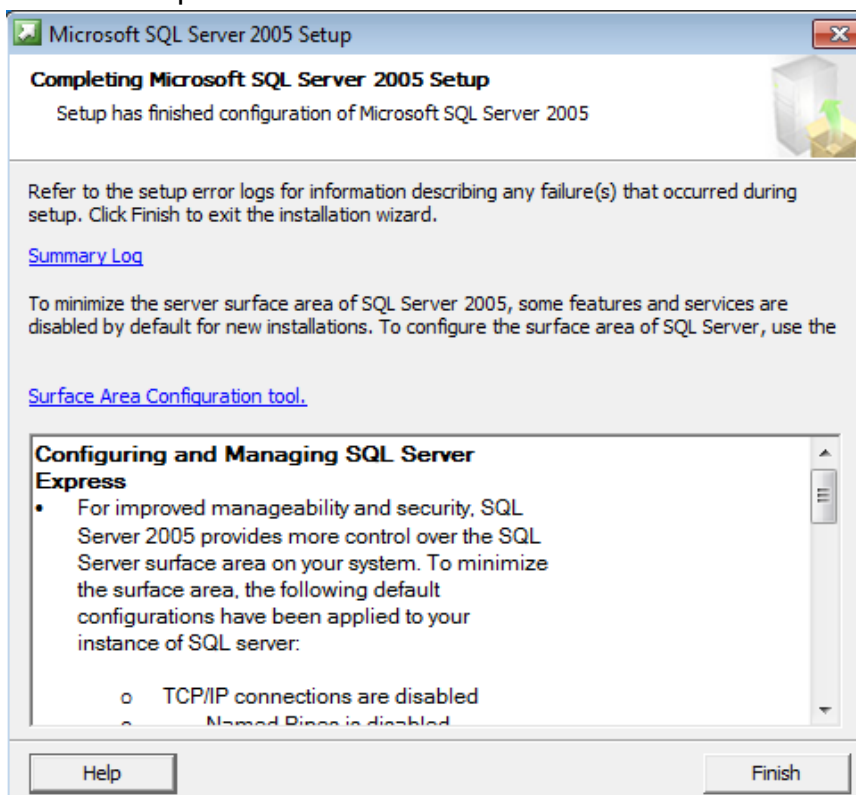 Microsoft SQL Server 2005 Setup
Completing Microsoft SQL Server 2005 Setup
Setup has finished configuration of Microsoft SQL Server 2005
Refer to the setup error logs for information describing any failure(s) that occurred during
setup. Click Finish to exit the installation wizard.
Summary Log
To minimize the server surface area of SQL Server 2005, some features and services are
disabled by default for new installations. To configure the surface area of SQL Server, use the
Surface Area Configuration tool.
Configuring and Managing SQL Server
Express
• For improved manageability and security, SQL
Server 2005 provides more control over the SQL
Server surface area on your system. To minimize
the surface area, the following default
configurations have been applied to your
instance of SQL server:
o TCP/IP connections are disabled
o Named Pipes is disabled
Help
Finish